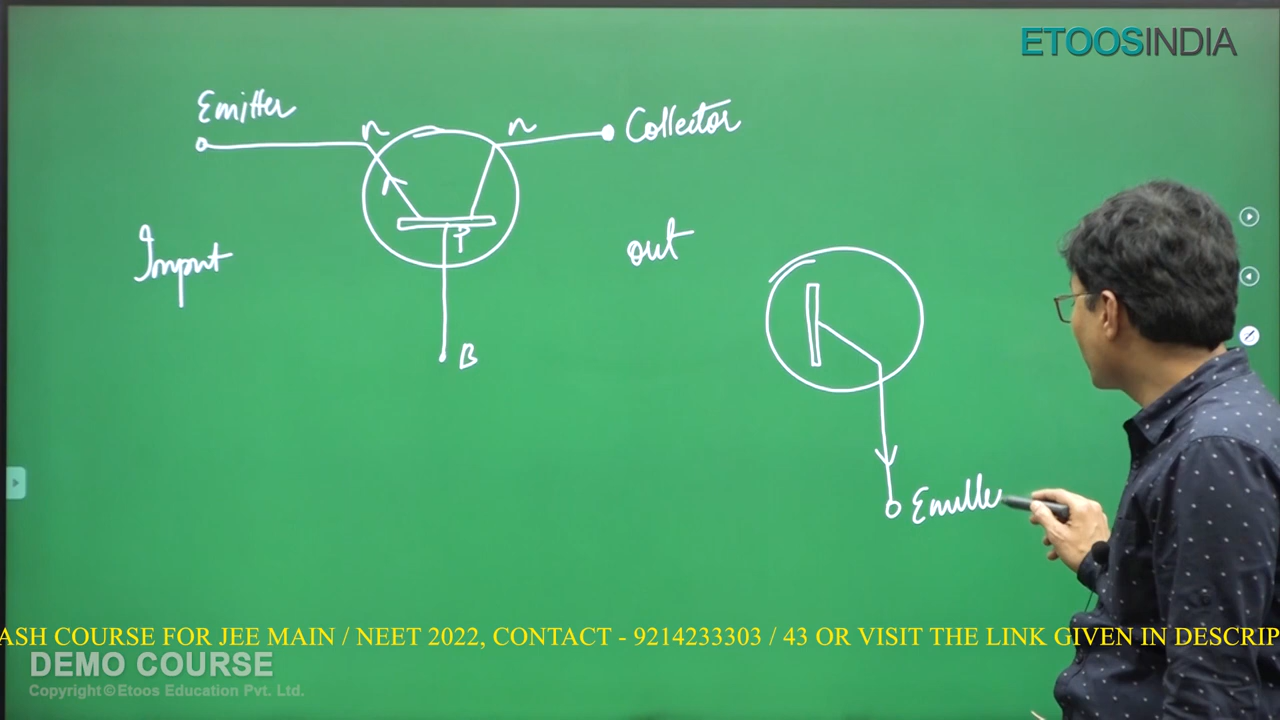 ETOOSINDIA
Emitter
n
n
Collector
P
Input
out
B
Emitte
ASH COURSE FOR JEE MAIN / NEET 2022, CONTACT - 9214233303 / 43 OR VISIT THE LINK GIVEN IN DESCRIP
DEMO COURSE
Copyright © Etoos Education Pvt. Ltd.